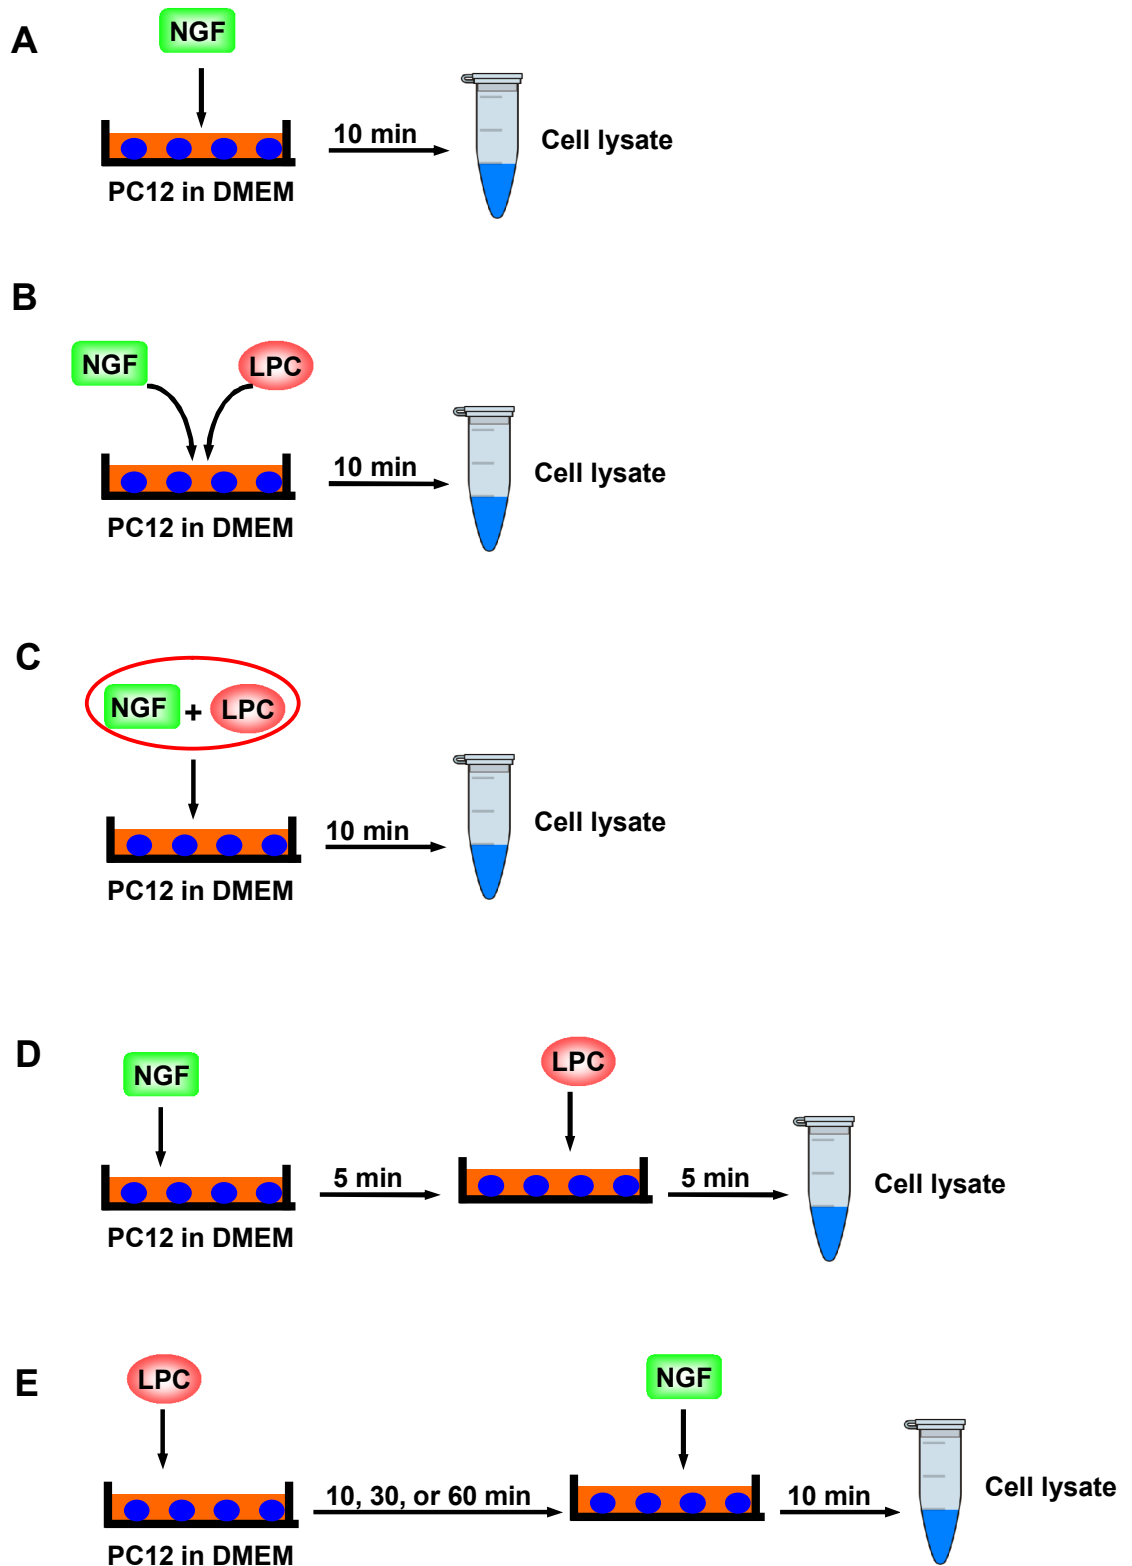 A
NGF
10 min
Cell lysate
PC12 in DMEM
B
NGF
LPC
10 min
Cell lysate
PC12 in DMEM
C
NGF + LPC
10 min
Cell lysate
PC12 in DMEM
D
NGF
LPC
5 min
5 min
Cell lysate
PC12 in DMEM
E
LPC
NGF
10, 30, or 60 min
10 min
Cell lysate
PC12 in DMEM